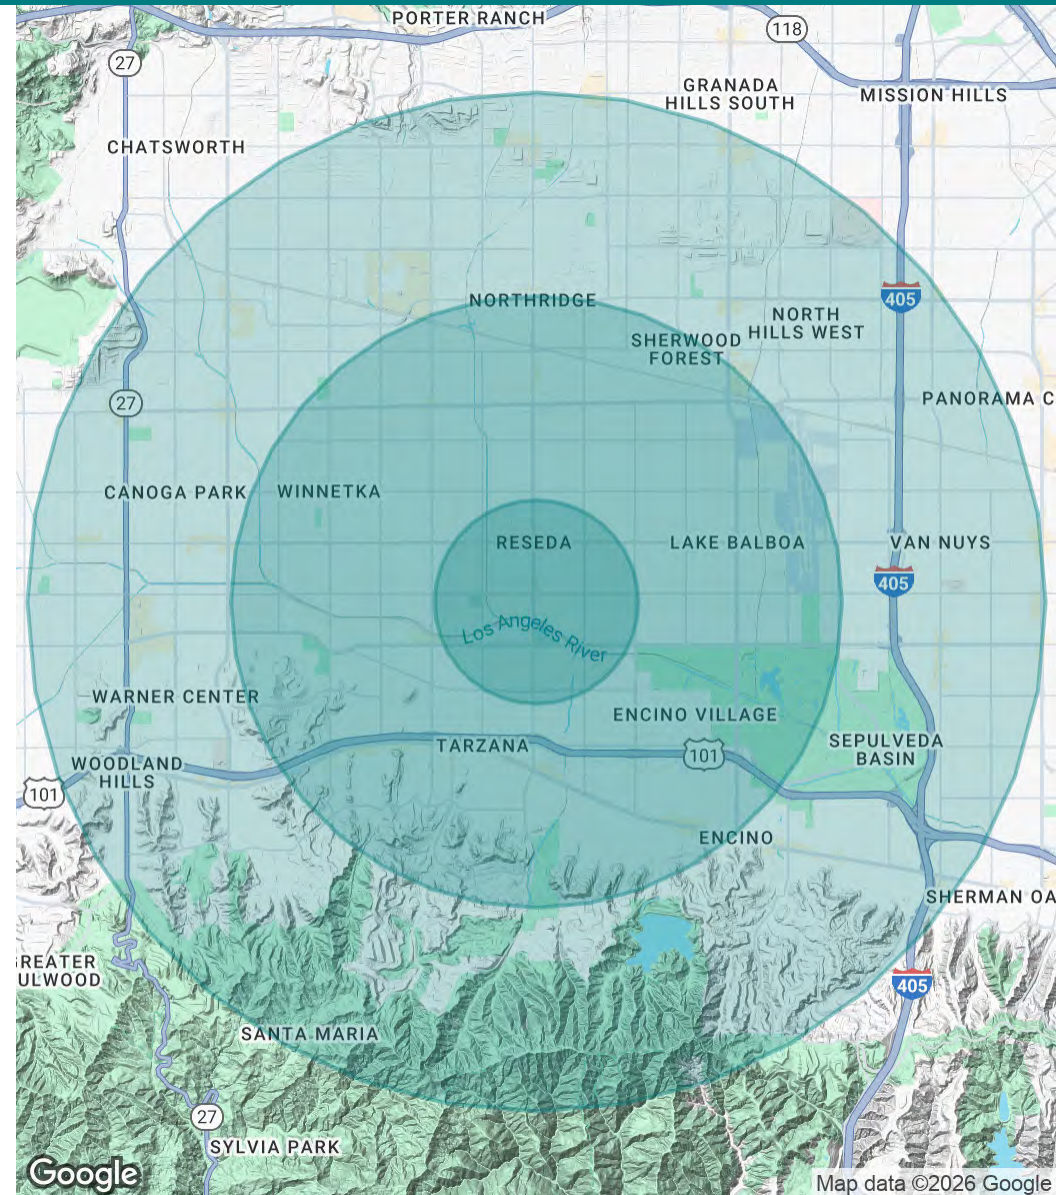 PORTER RANCH
118
27
GRANADA
HILLS SOUTH
MISSION HILLS
CHATSWORTH
405
NORTHRIDGE
NORTH
HILLS WEST
SHERWOOD
FOREST
27
PANORAMA C
CANOGA PARK
WINNETKA
RESEDA
LAKE BALBOA
VAN NUYS
405
Los Angeles River
WARNER CENTER
ENCINO VILLAGE
TARZANA
SEPULVEDA
BASIN
101
WOODLAND
HILLS
101
ENCINO
SHERMAN OA
REATER
ULWOOD
405
SANTA MARIA
27
SYLVIA PARK
Google
Map data ©2026 Google